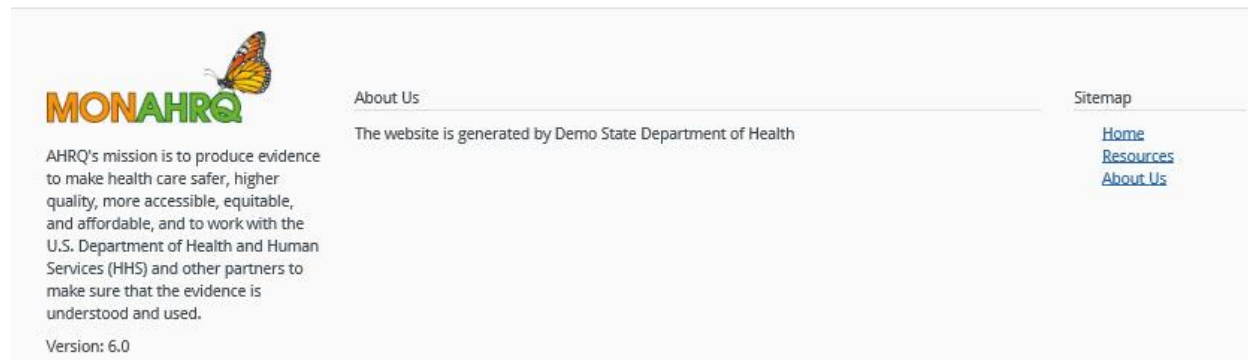 MONAHRQ
AHRQ's mission is to produce evidence
to make health care safer, higher
quality, more accessible, equitable,
and affordable, and to work with the
U.S. Department of Health and Human
Services (HHS) and other partners to
make sure that the evidence is
understood and used.
Version: 6.0
About Us
The website is generated by Demo State Department of Health
Sitemap
Home
Resources
About Us